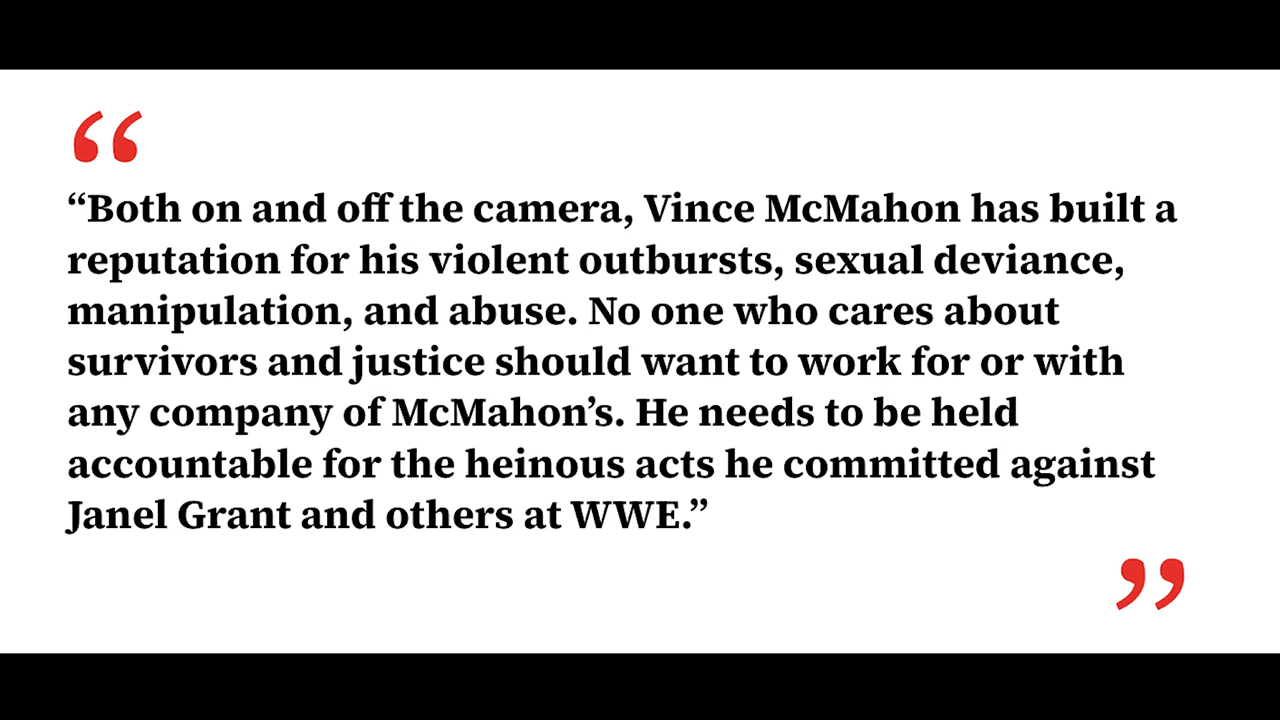 “
“Both on and off the camera, Vince McMahon has built a
reputation for his violent outbursts, sexual deviance,
manipulation, and abuse. No one who cares about
survivors and justice should want to work for or with
any company of McMahon’s. He needs to be held
accountable for the heinous acts he committed against
Janel Grant and others at WWE.”
”